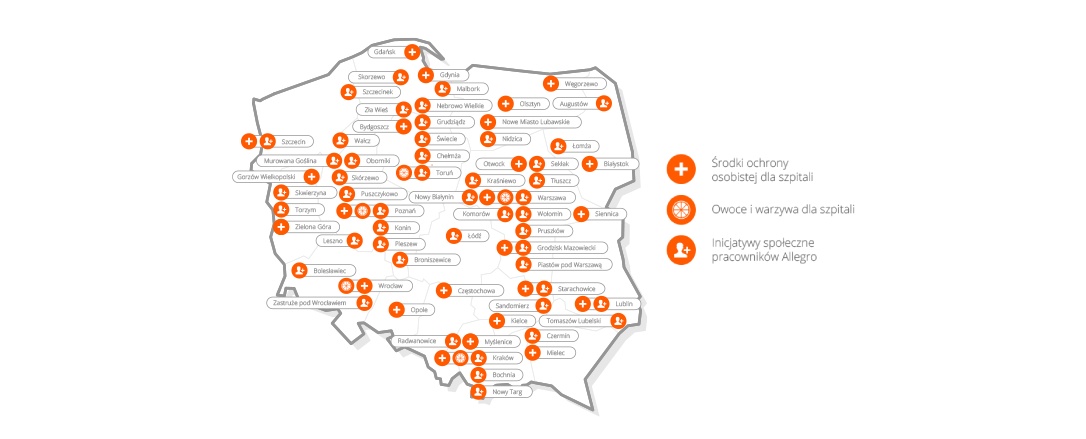 Gdańsk
Gdynia
Skorzewo
Węgorzewo
Malbork
Szczecinek
Nebrowo Wielkie
Olsztyn
Augustów
Zła Wieś
Grudziądz
Nowe Miasto Lubawskie
Bydgoszcz
Szczecin
Wałcz
Świecie
Nidzica
Łomża
Chełmża
Murowana Goślina
Oborniki
Otwock
Sękłek
Białystok
Gorzów Wielkopolski
Skórzewo
Toruń
Kraśniewo
Tłuszcz
Skwierzyna
Puszczykowo
Nowy Białynin
Warszawa
Torzym
Poznań
Komorów
Wołomin
Siennica
Zielona Góra
Konin
Pruszków
Leszno
Pleszew
Łódź
Grodzisk Mazowiecki
Broniszewice
Piastów pod Warszawą
Bolesławiec
Wrocław
Częstochowa
Starachowice
Zastruże pod Wrocławiem
Opole
Sandomierz
Lublin
Kielce
Tomaszów Lubelski
Radwanowice
Myślenice
Czermin
Kraków
Mielec
Bochnia
Nowy Targ
Środki ochrony
osobistej dla szpitali
Owoce i warzywa dla szpitali
Inicjatywy społeczne
pracowników Allegro